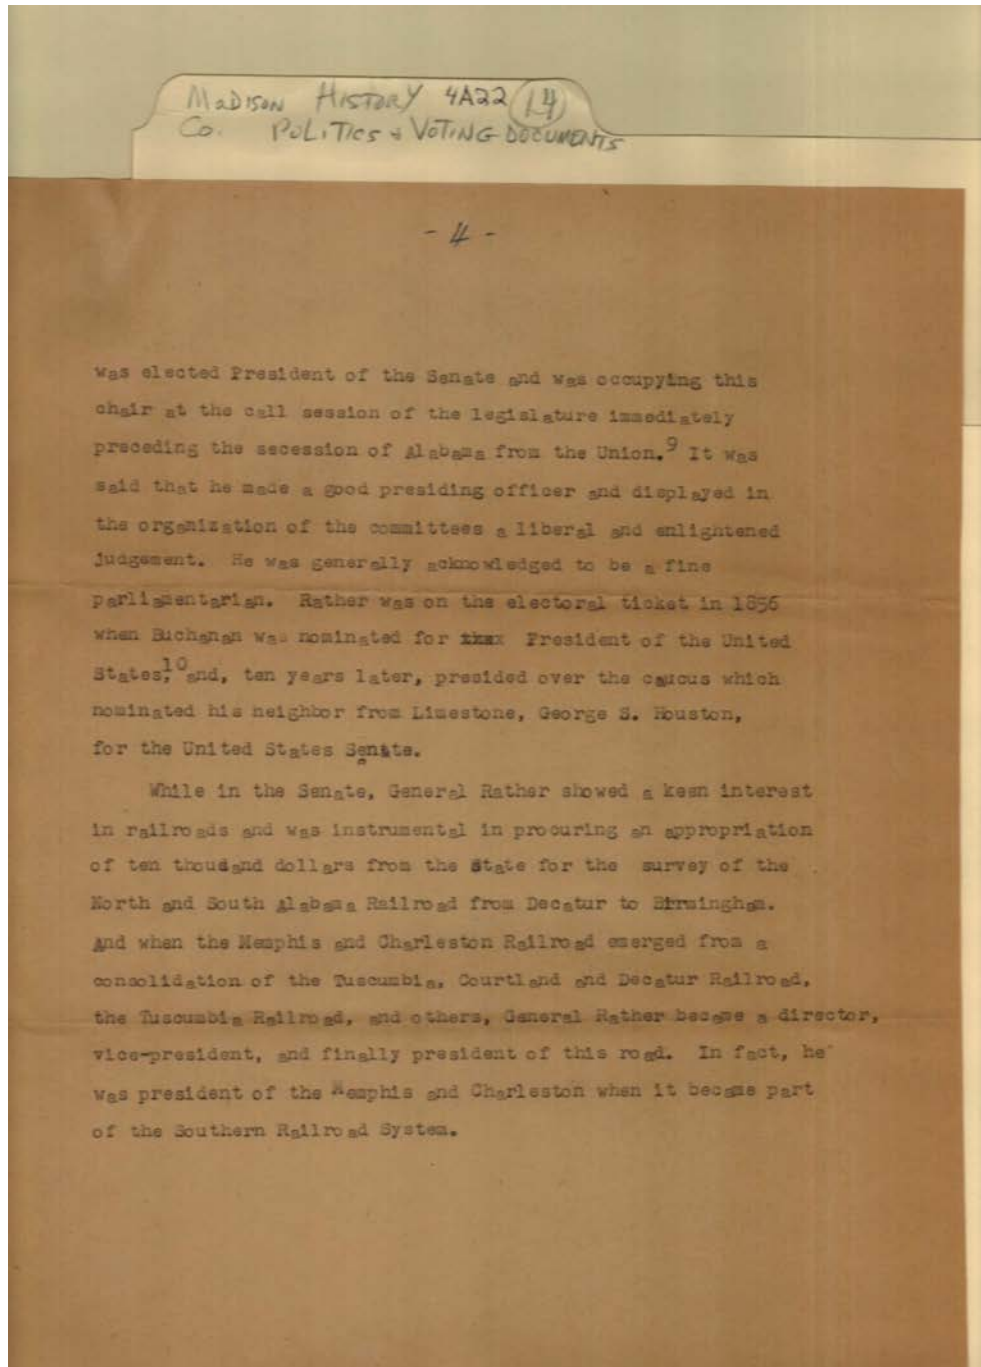 MADISON HISTORY 4A22 14
CO. POLITICS & VOTING DOCUMENTS
- 4 -
was elected President of the Senate and was occupying this
chair at the call session of the legislature immediately
preceding the secession of Alabama from the Union.9 It was
said that he made a good presiding officer and displayed in
the organization of the committees a liberal and enlightened
judgement. He was generally acknowledged to be a fine
parliamentarian. Rather was on the electoral ticket in 1856
when Buchanan was nominated for President of the United
States,10 and, ten years later, presided over the caucus which
nominated his neighbor from Limestone, George S. Houston,
for the United States Senate.
While in the Senate, General Rather showed a keen interest
in railroads and was instrumental in procuring an appropriation
of ten thousand dollars from the State for the survey of the
North and South Alabama Railroad from Decatur to Birmingham.
And when the Memphis and Charleston Railroad emerged from a
consolidation of the Tuscumbia, Courtland and Decatur Railroad,
the Tuscumbia Railroad, and others, General Rather became a director,
vice-president, and finally president of this road. In fact, he
was president of the Memphis and Charleston when it became part
of the Southern Railroad System.